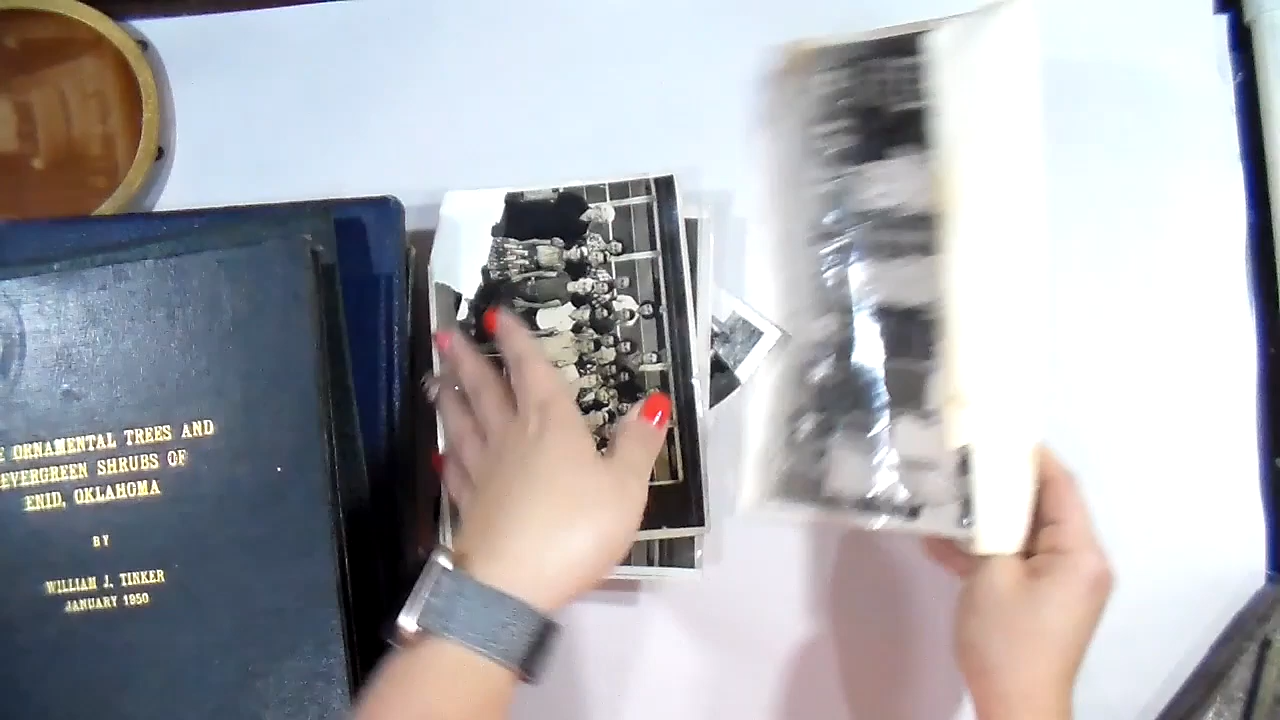 ORNAMENTAL TREES AND
EVERGREEN SHRUBS OF
ENID, OKLAHOMA
BY
WILLIAM J. TINKER
JANUARY 1950